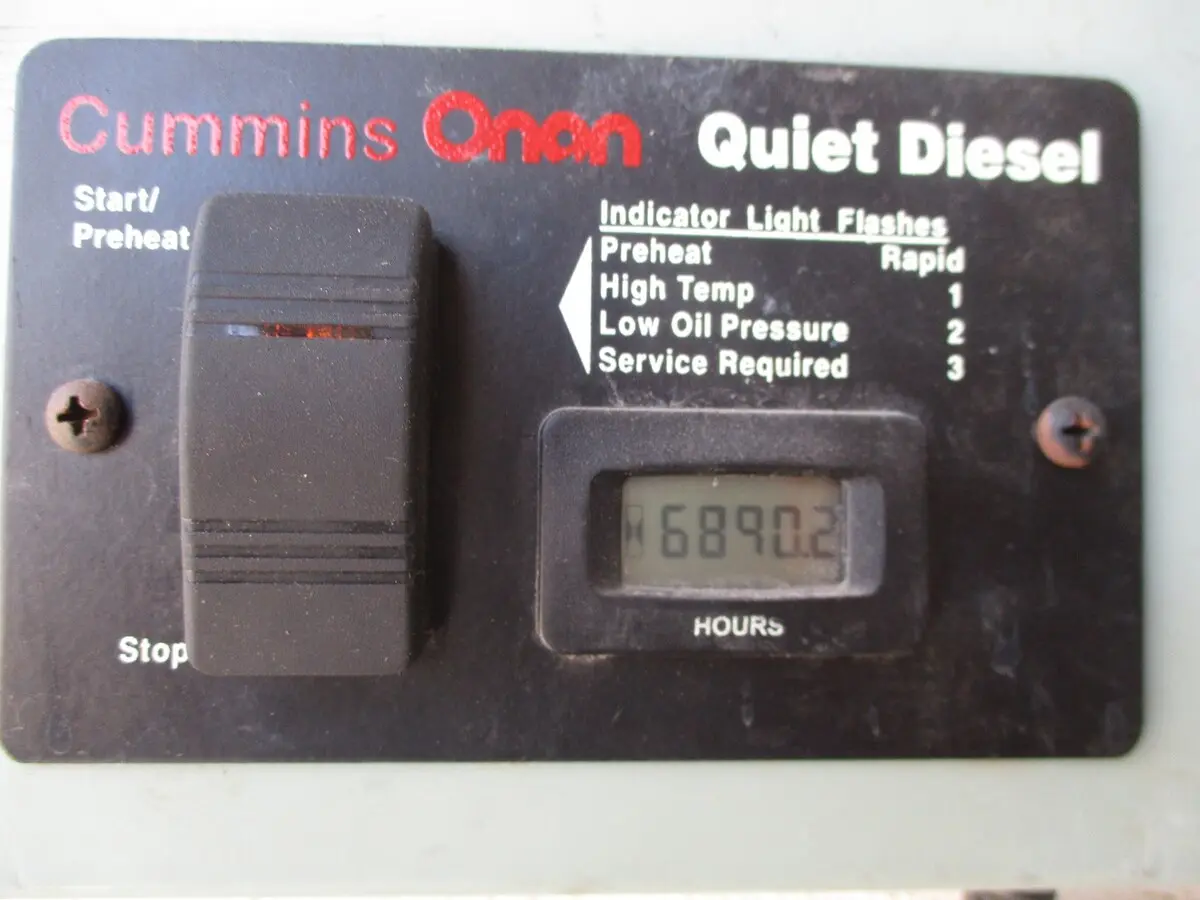 Cummins Onan Quiet Diesel
Start/
Preheat
Indicator Light Flashes
Preheat Rapid
High Temp 1
Low Oil Pressure 2
Service Required 3
6890.2
HOURS
Stop